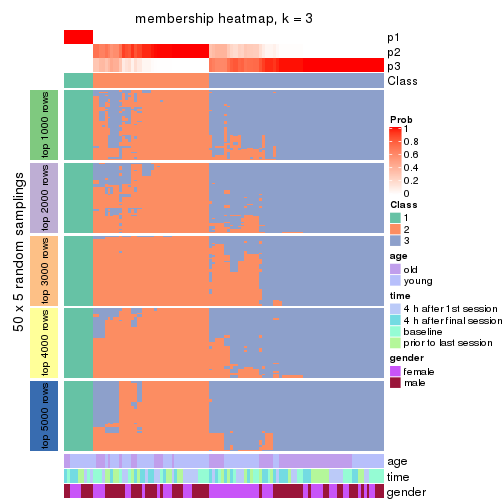 membership heatmap, k = 3
p1
p2
p3
Class
50 x 5 random samplings
top 1000 rows
top 2000 rows
top 3000 rows
top 4000 rows
top 5000 rows
Prob
1
0.8
0.6
0.4
0.2
0
Class
1
2
3
age
old
young
time
4 h after 1st session
4 h after final session
baseline
prior to last session
gender
female
male
age
time
gender